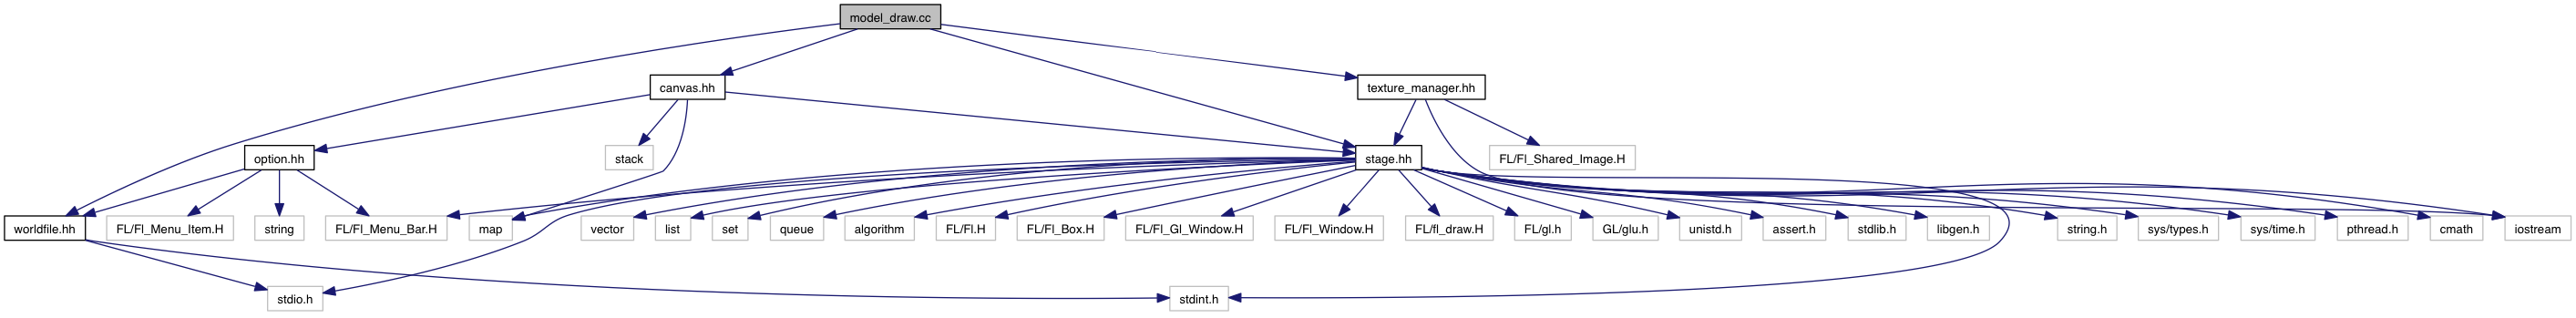 model_draw.cc
canvas.hh
texture_manager.hh
option.hh
stack
stage.hh
FL/Fl_Shared_Image.H
worldfile.hh
FL/Fl_Menu_Item.H
string
FL/Fl_Menu_Bar.H
map
vector
list
set
queue
algorithm
FL/Fl.H
FL/Fl_Box.H
FL/Fl_Gl_Window.H
FL/Fl_Window.H
FL/fl_draw.H
FL/gl.h
GL/glu.h
unistd.h
assert.h
stdlib.h
libgen.h
string.h
sys/types.h
sys/time.h
pthread.h
cmath
iostream
stdio.h
stdint.h